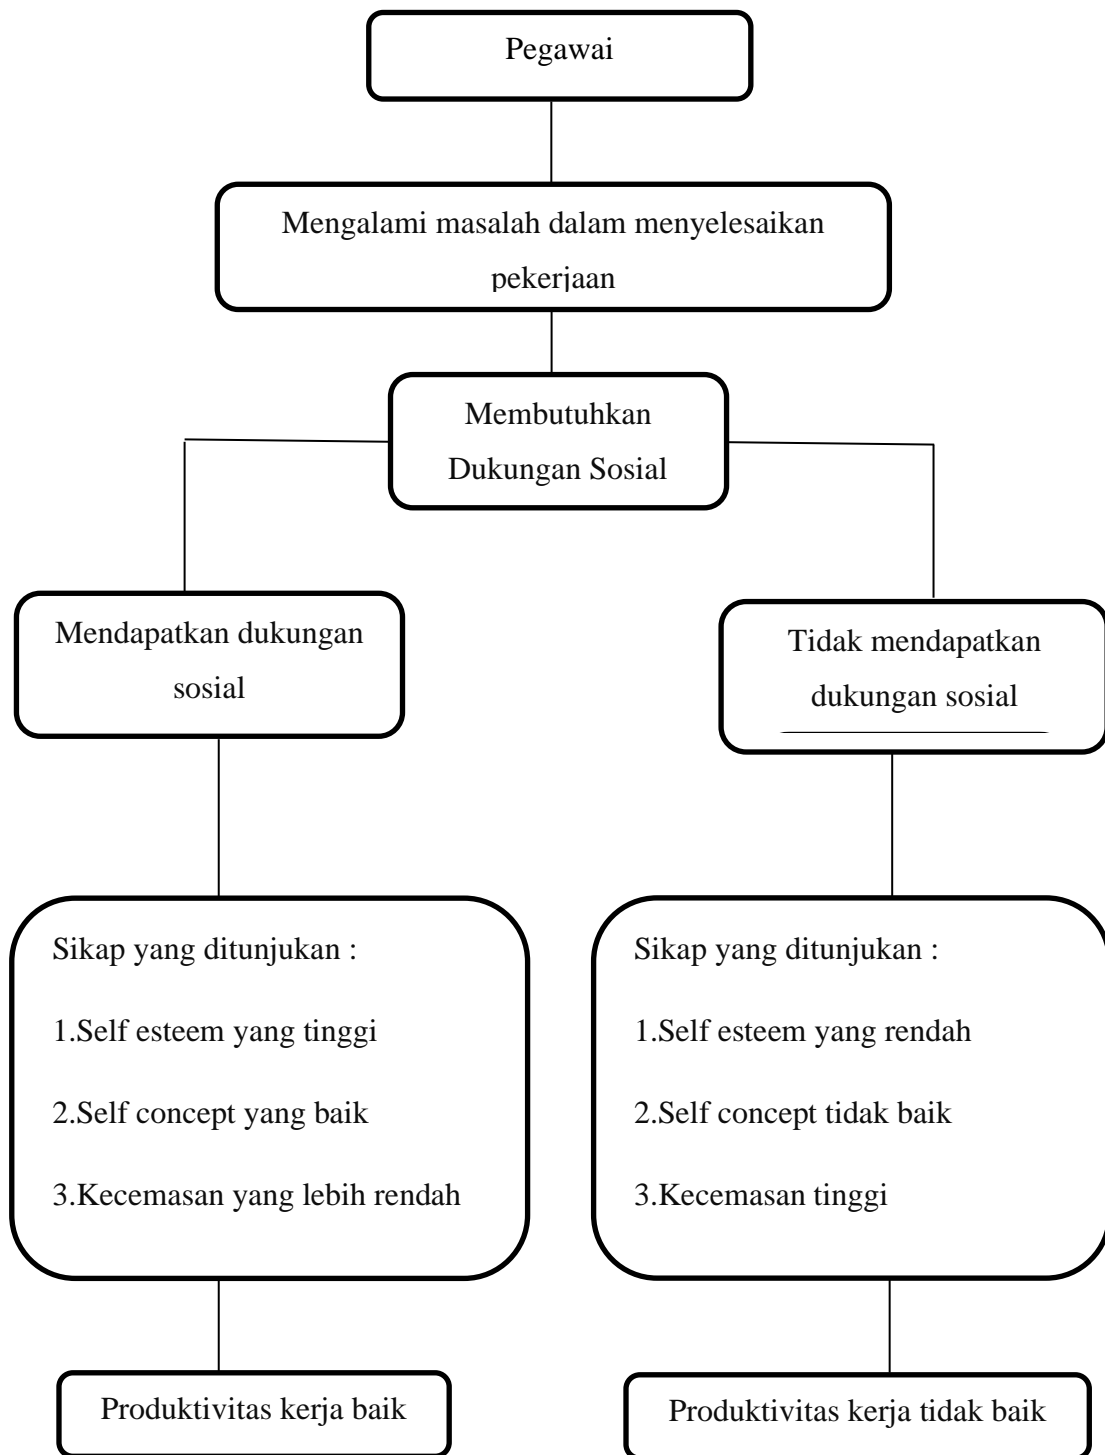 Pegawai
Mengalami masalah dalam menyelesaikan
pekerjaan
Membutuhkan
Dukungan Sosial
Mendapatkan dukungan
sosial
Tidak mendapatkan
dukungan sosial
Sikap yang ditunjukan :
1.Self esteem yang tinggi
2.Self concept yang baik
3.Kecemasan yang lebih rendah
Sikap yang ditunjukan :
1.Self esteem yang rendah
2.Self concept tidak baik
3.Kecemasan tinggi
Produktivitas kerja baik
Produktivitas kerja tidak baik